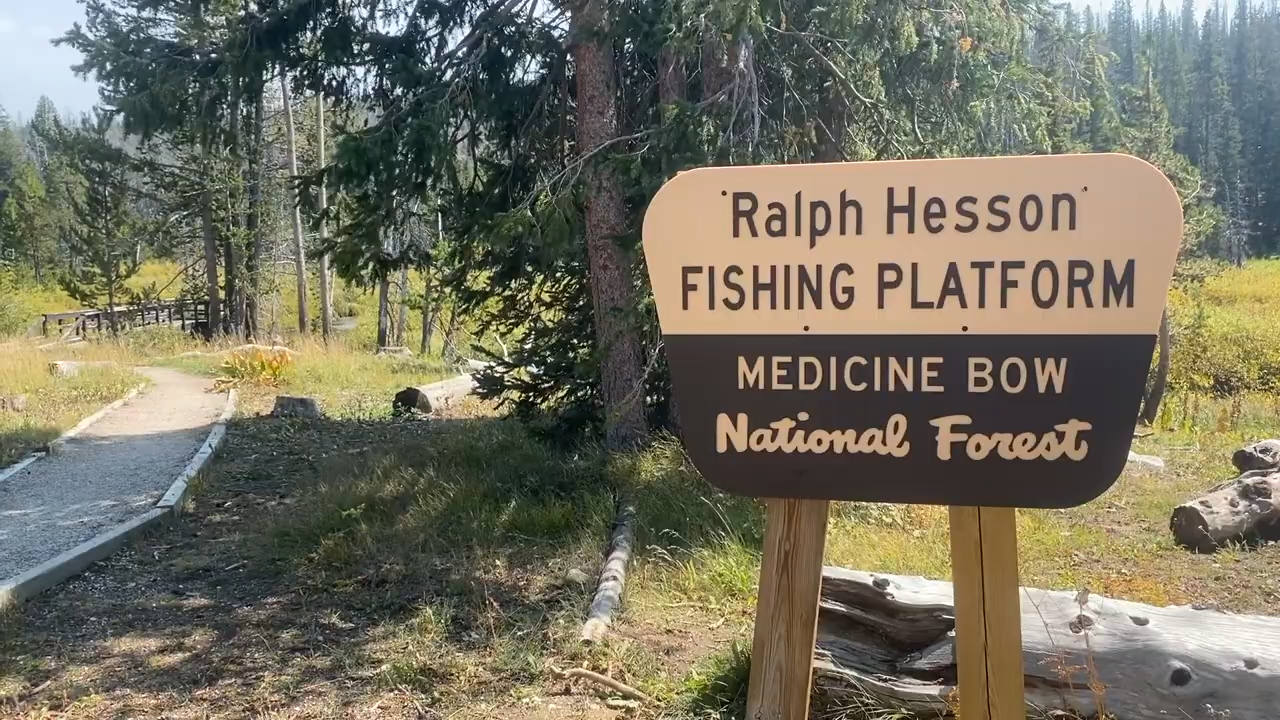 Ralph Hesson
FISHING PLATFORM
MEDICINE BOW
National Forest